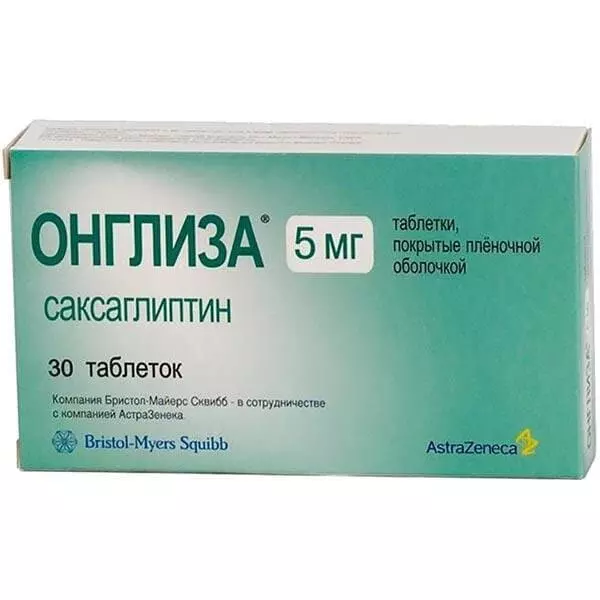 ОНГЛИЗА® 5 мг
таблетки,
покрытые плёночной
оболочкой
саксаглиптин
30 таблеток
Компания Бристол-Майерс Сквибб - в сотрудничестве
с компанией АстраЗенека.
Bristol-Myers Squibb
AstraZeneca
ОНГЛИЗА®